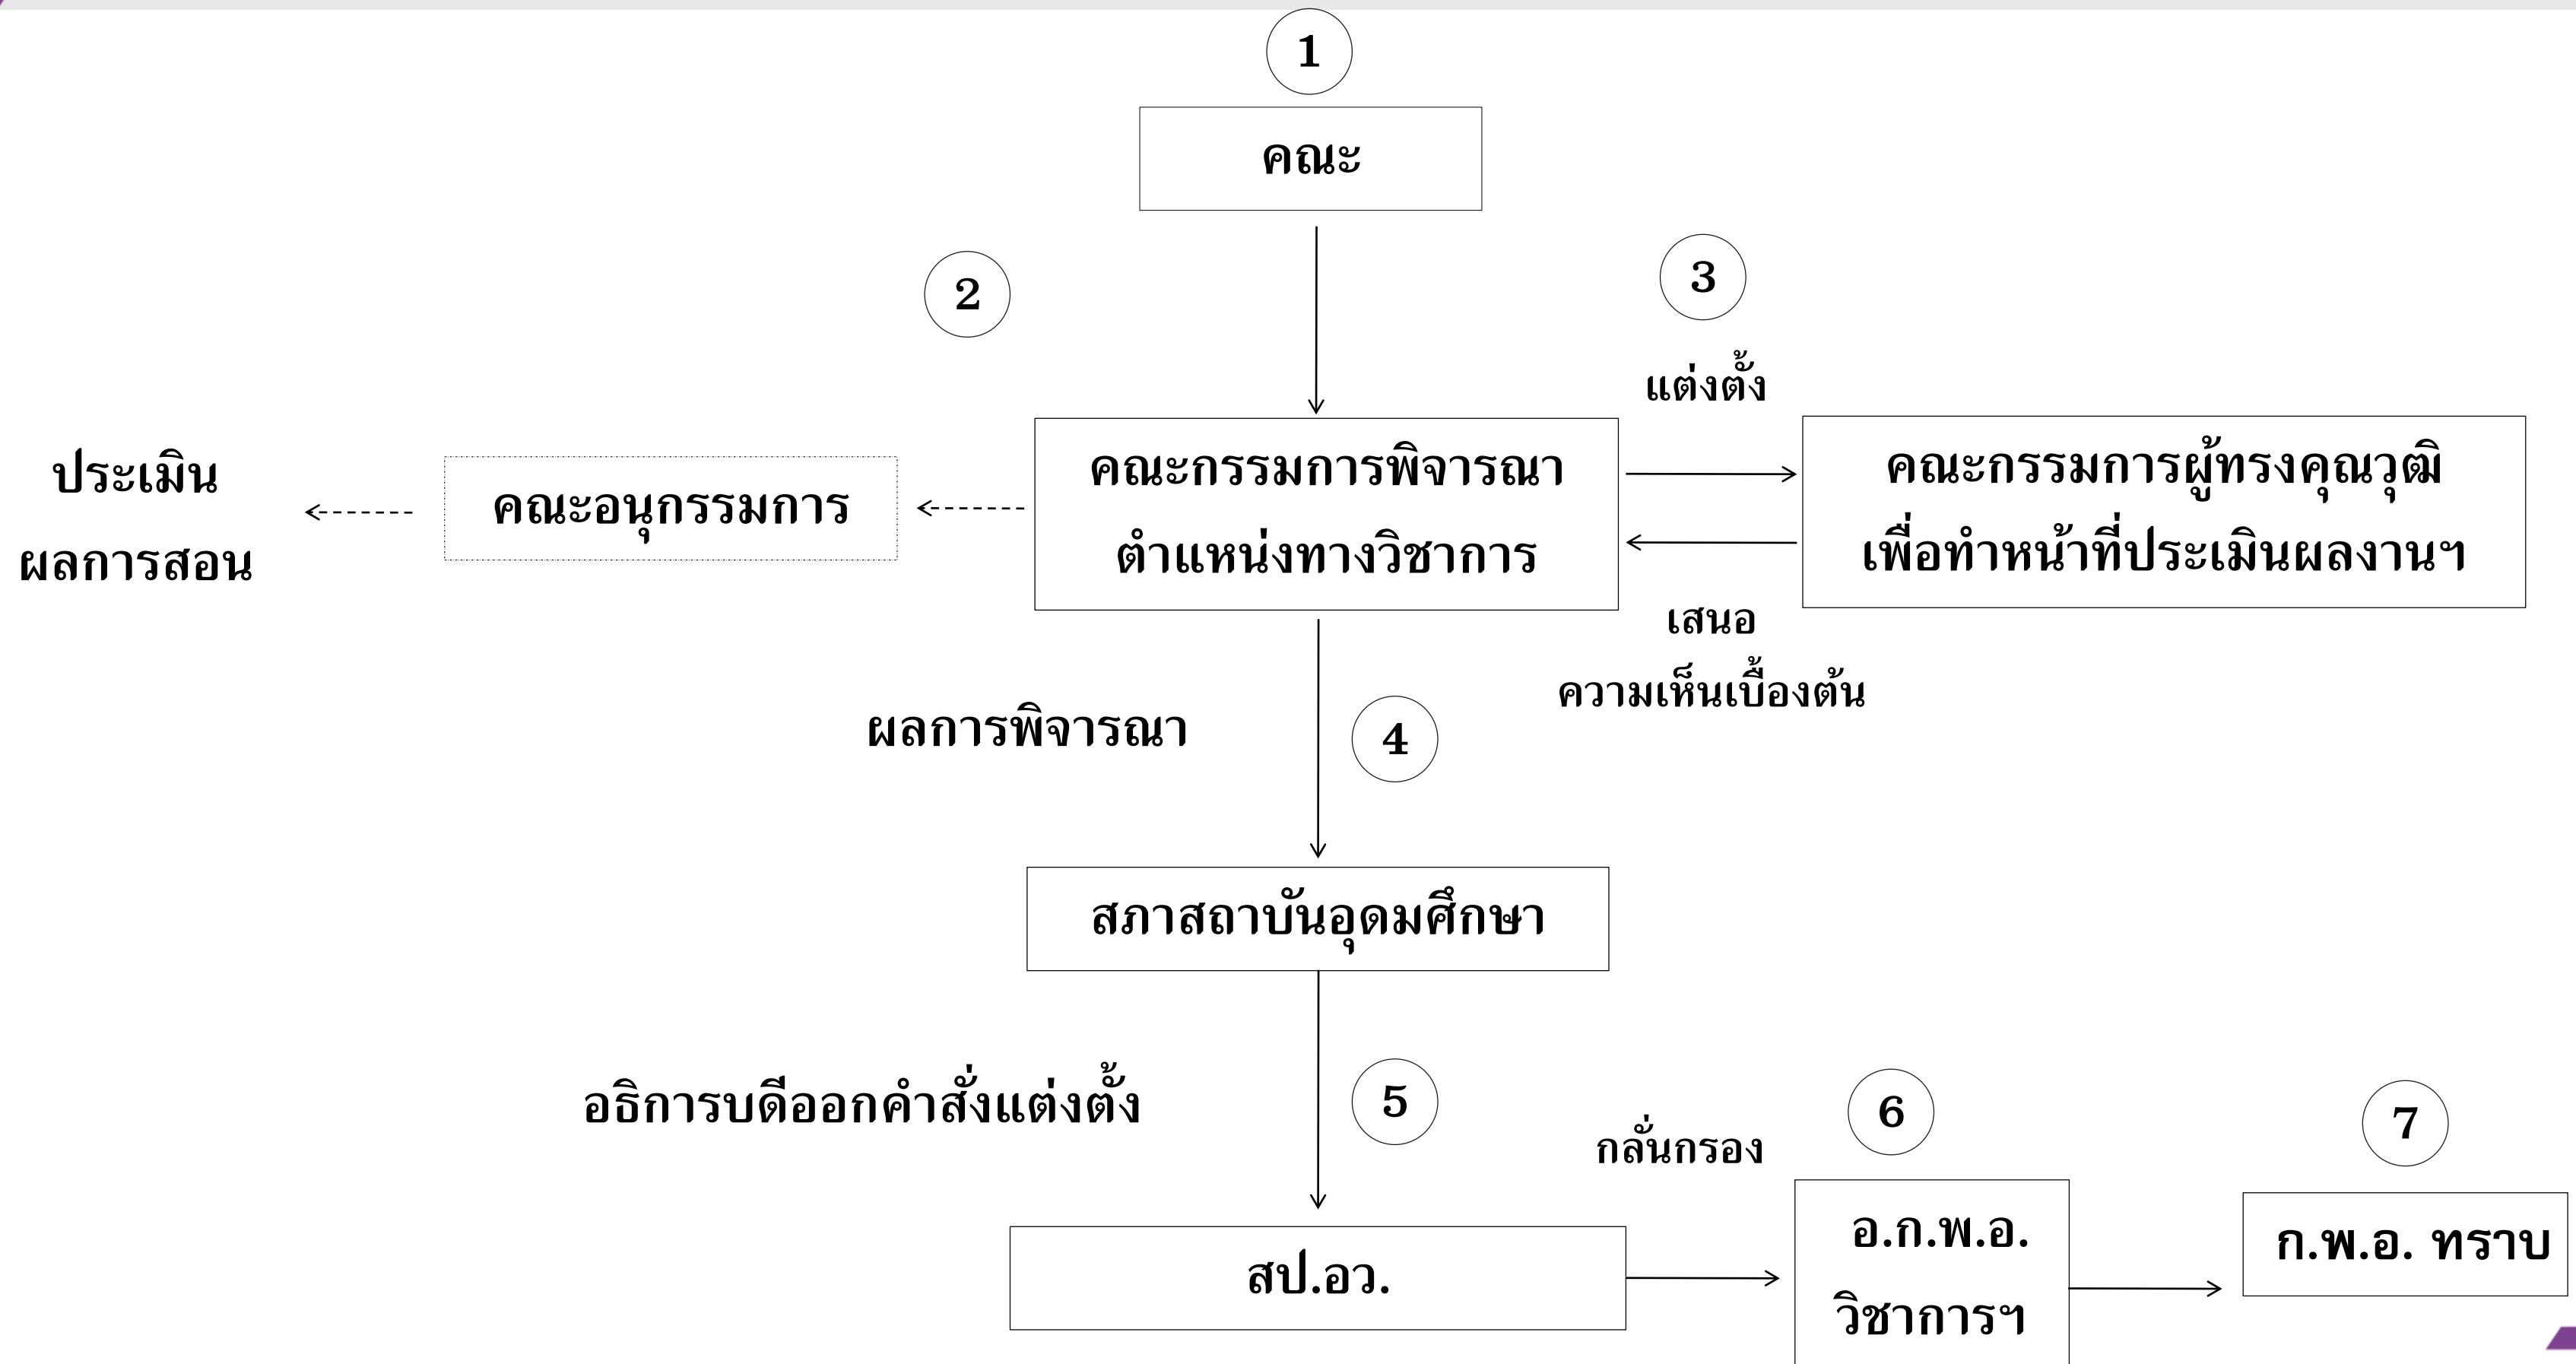 1
คณะ
2
3
แต่งตั้ง
ประเมิน
ผลการสอน
คณะอนุกรรมการ
คณะกรรมการพิจารณา
ตำแหน่งทางวิชาการ
คณะกรรมการผู้ทรงคุณวุฒิ
เพื่อทำหน้าที่ประเมินผลงานฯ
เสนอ
ความเห็นเบื้องต้น
ผลการพิจารณา
4
สภาสถาบันอุดมศึกษา
อธิการบดีออกคำสั่งแต่งตั้ง
5
กลั่นกรอง
6
7
สป.อว.
อ.ก.พ.อ.
วิชาการฯ
ก.พ.อ. ทราบ